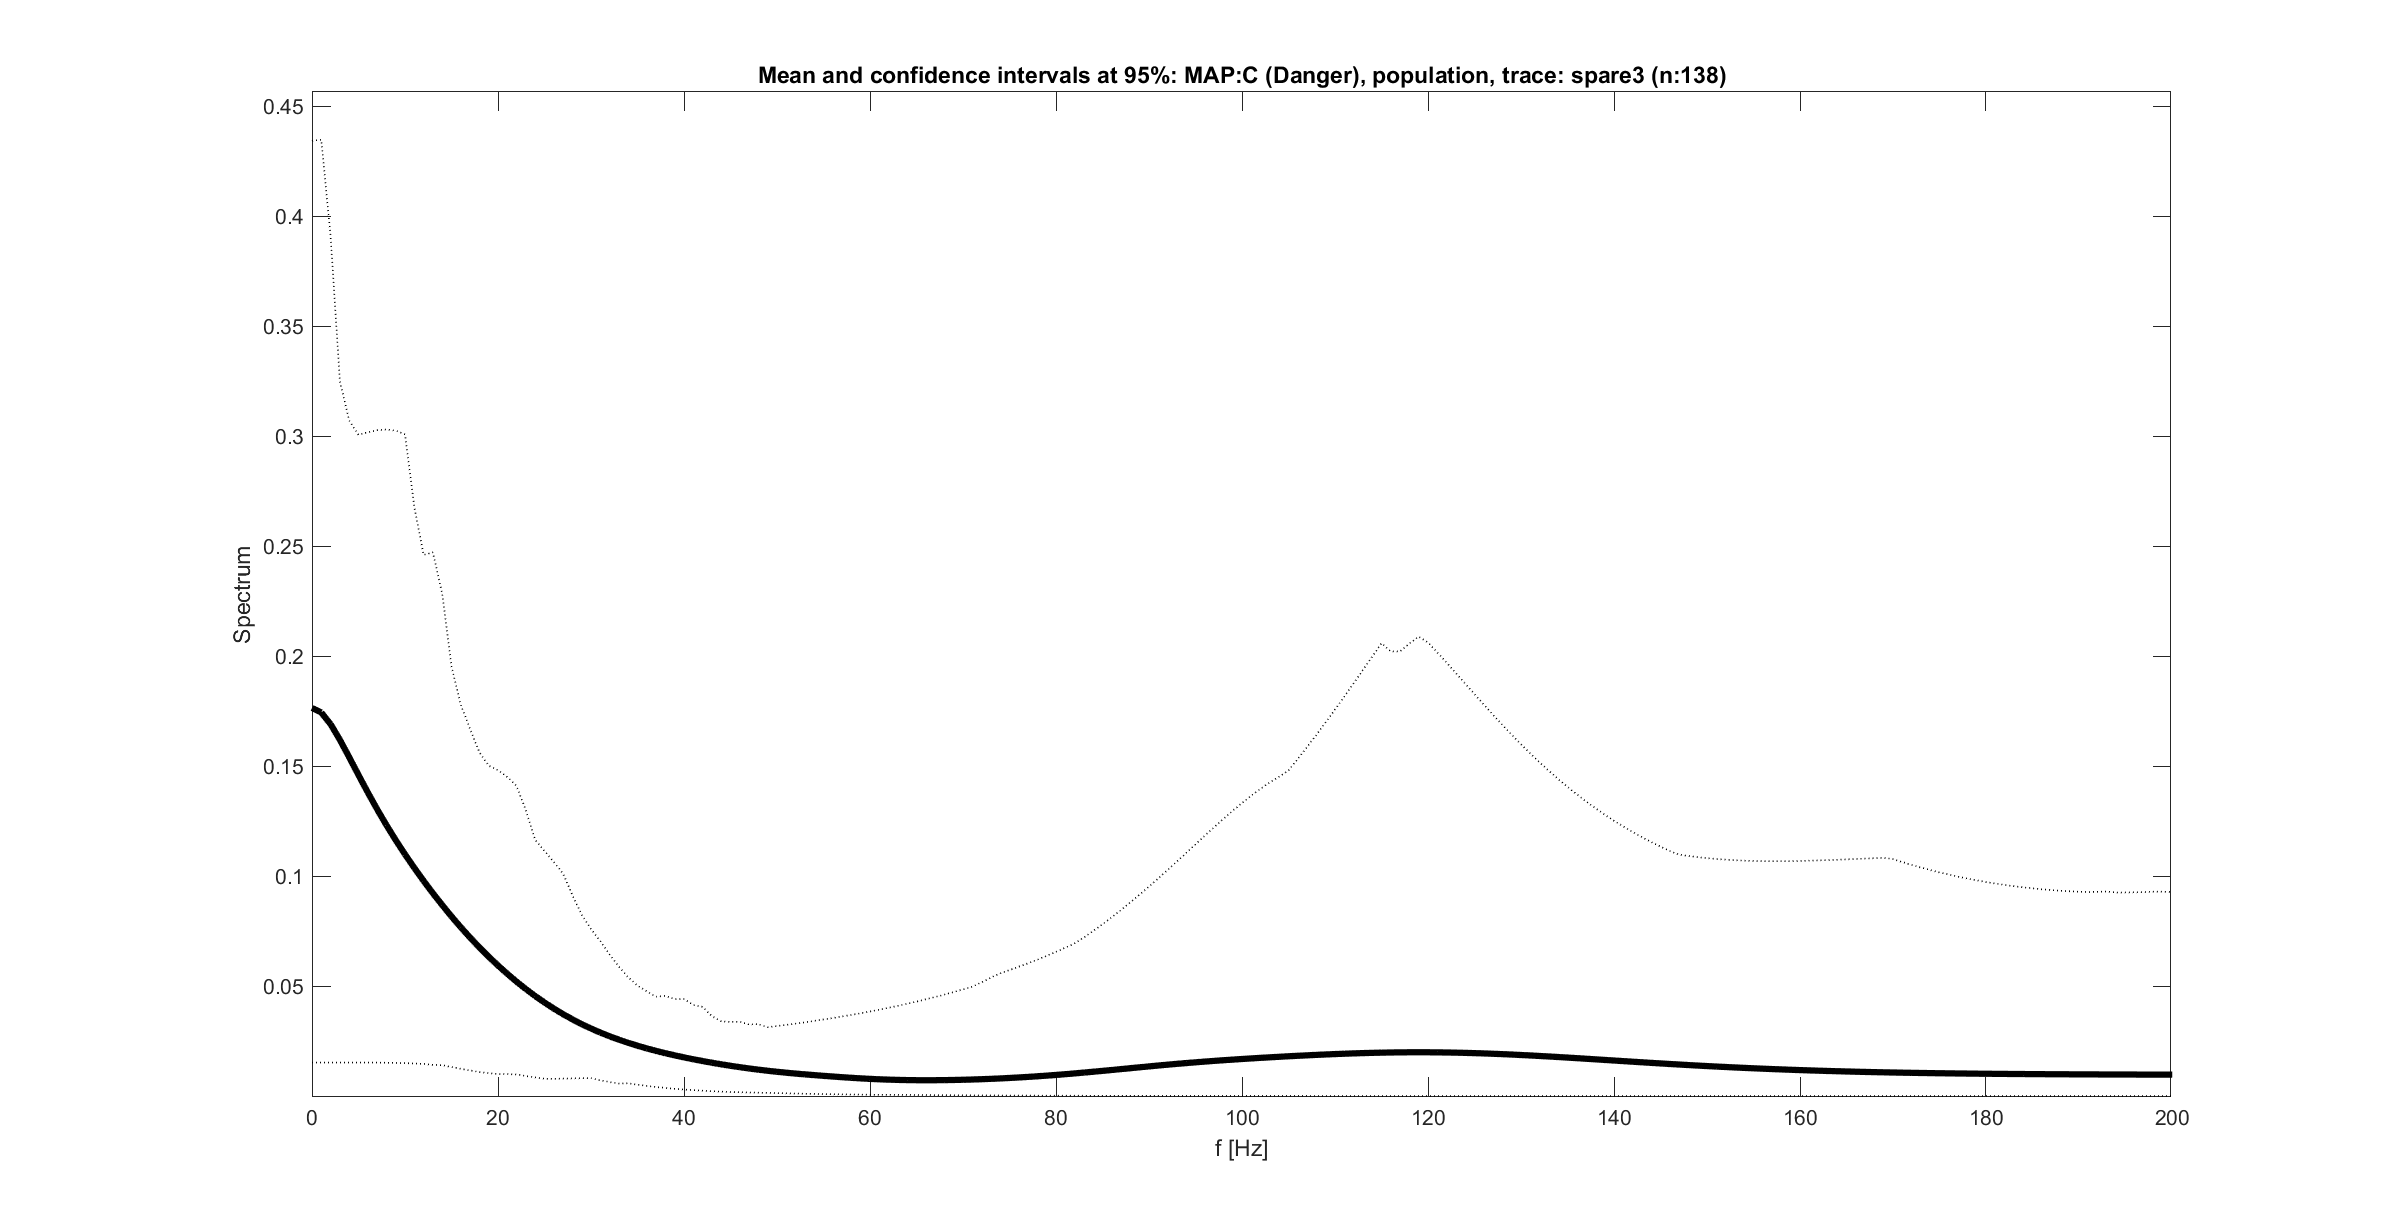 Mean and confidence intervals at 95%: MAP:C (Danger), population, trace: spare3 (n:138)
0.45
0.4
0.35
0.3
0.25
0.2
0.15
0.1
0.05
Spectrum
0 20 40 60 80 100 120 140 160 180 200
f [Hz]